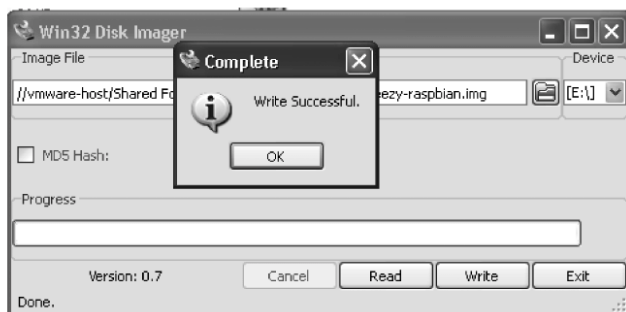 Win32 Disk Imager
Image File
Device
Complete
//vmware-host/Shared Fo
eezy-raspbian.img
[E:\]
Write Successful.
MD5 Hash:
OK
Progress
Version: 0.7
Cancel
Read
Write
Exit
Done.